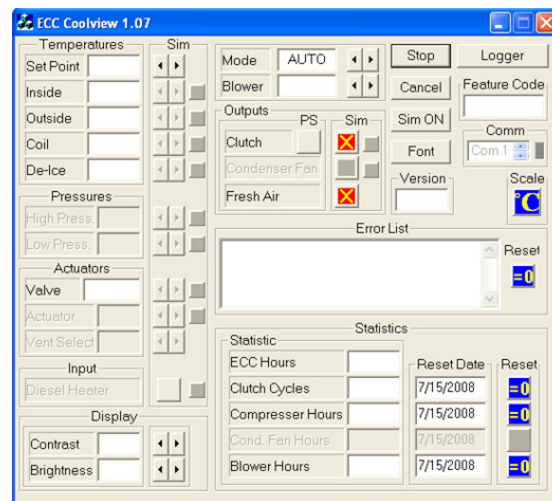 ECC Coolview 1.07
Temperatures
Sim
Set Point
Inside
Outside
Coil
De-Ice
Pressures
High Press.
Low Press.
Actuators
Valve
Actuator
Vent Select
Input
Diesel Heater
Display
Contrast
Brightness
Mode AUTO
Blower
Outputs
PS Sim
Clutch
Condenser Fan
Fresh Air
Stop
Logger
Cancel
Feature Code
Sim ON
Comm
Com 1
Font
Version
Scale
°C
Error List
Reset
=0
Statistics
Statistic
Reset Date
Reset
ECC Hours
Clutch Cycles 7/15/2008 =0
Compresser Hours 7/15/2008 =0
Cond. Fan Hours 7/15/2008
Blower Hours 7/15/2008 =0